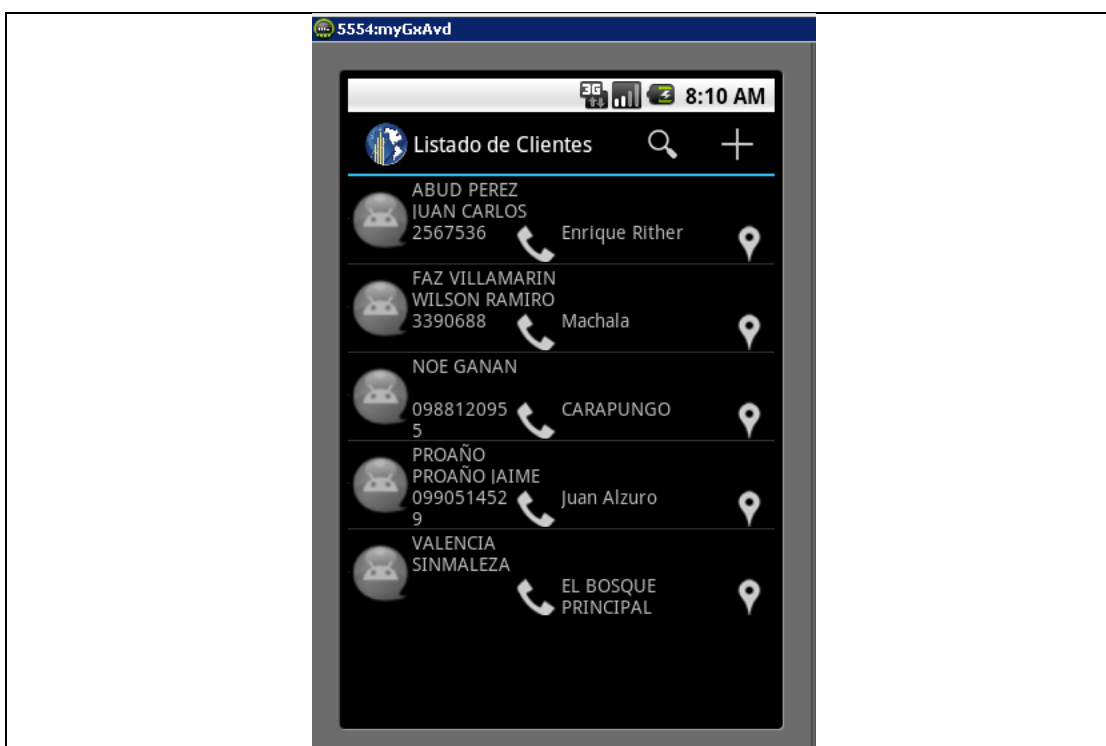 5554:myGxAvd
3G 8:10 AM
Listado de Clientes
ABUD PEREZ
JUAN CARLOS
2567536 Enrique Rither
FAZ VILLAMARIN
WILSON RAMIRO
3390688 Machala
NOE GANAN
098812095 CARAPUNGO
5
PROAÑO
PROAÑO JAIME
099051452 Juan Alzuro
9
VALENCIA
SINMALEZA
EL BOSQUE
PRINCIPAL